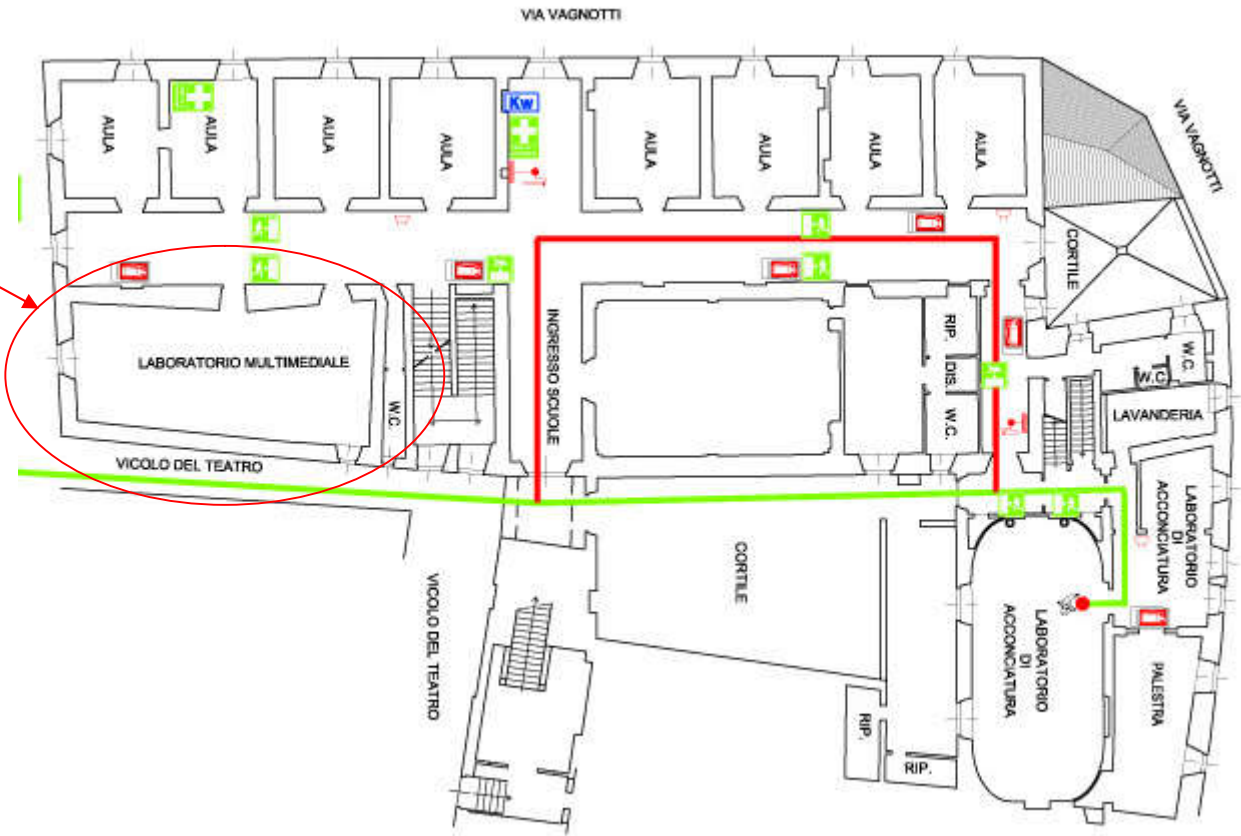 VIA VAGNOTTI
VIA VAGNOTTI
AULA
AULA
AULA
AULA
Kw
AULA
AULA
AULA
AULA
CORTILE
LABORATORIO MULTIMEDIALE
W.C.
INGRESSO SCUOLE
RIP.
DIS.
W.C.
W.C.
W.C.
LAVANDERIA
VICOLO DEL TEATRO
VICOLO DEL TEATRO
CORTILE
LABORATORIO
DI
ACCONCIATURA
LABORATORIO
DI
ACCONCIATURA
PALESTRA
RIP.
RIP.